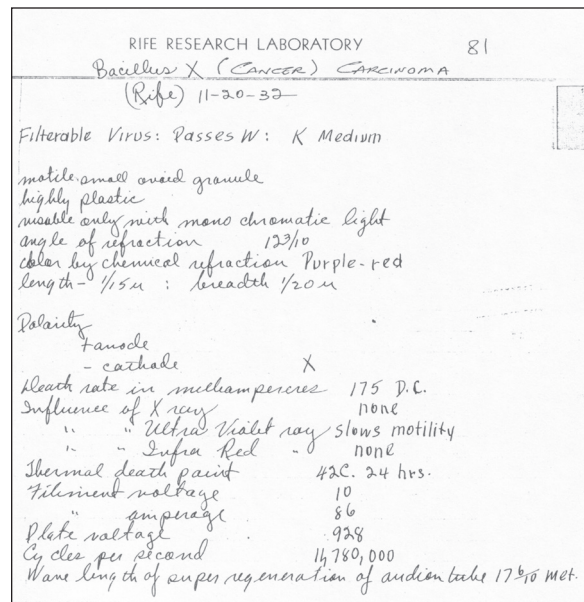 RIFE RESEARCH LABORATORY 81
Bacillus X (CANCER) CARCINOMA
(Rife) 11-20-32
Filterable Virus: Passes W: K Medium
motile small ovoid granule
highly plastic
visable only with mono chromatic light
angle of refraction 12 3/10
color by chemical refraction Purple-red
length - 1/15 u : breadth 1/20 u
Polarity
+ anode
- cathode X
Death rate in milliamperes 175 D.C.
Influence of X ray none
" " Ultra Violet ray slows motility
" " Infra Red " none
Thermal death point 42C. 24 hrs.
Filiment voltage 10
" amperage 86
Plate voltage 928
Cycles per second 11,780,000
Wave length of super regeneration of audion tube 17 6/10 met.